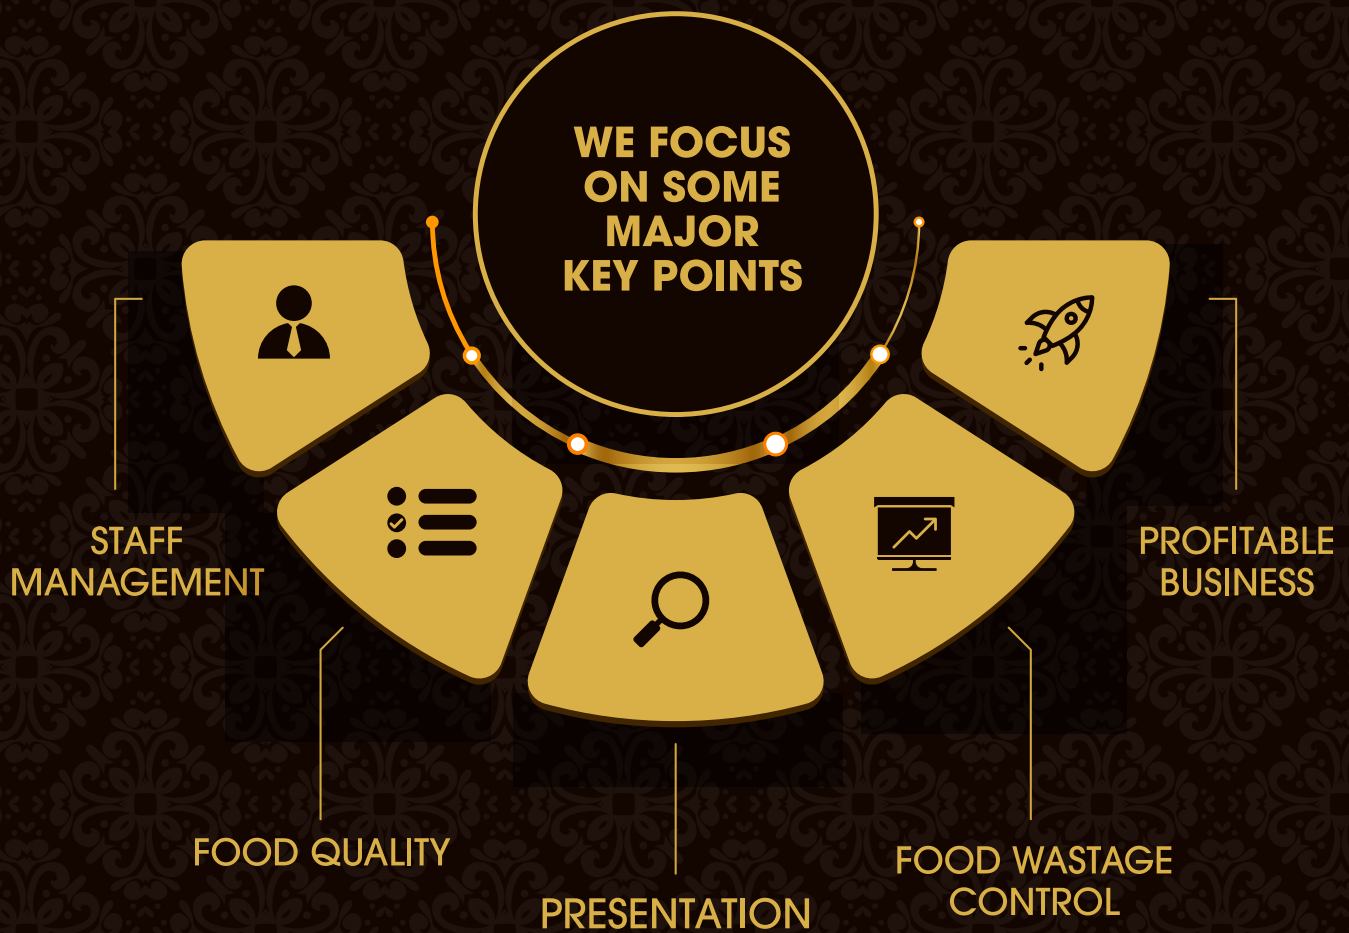 WE FOCUS
ON SOME
MAJOR
KEY POINTS
STAFF
MANAGEMENT
FOOD QUALITY
PRESENTATION
FOOD WASTAGE
CONTROL
PROFITABLE
BUSINESS